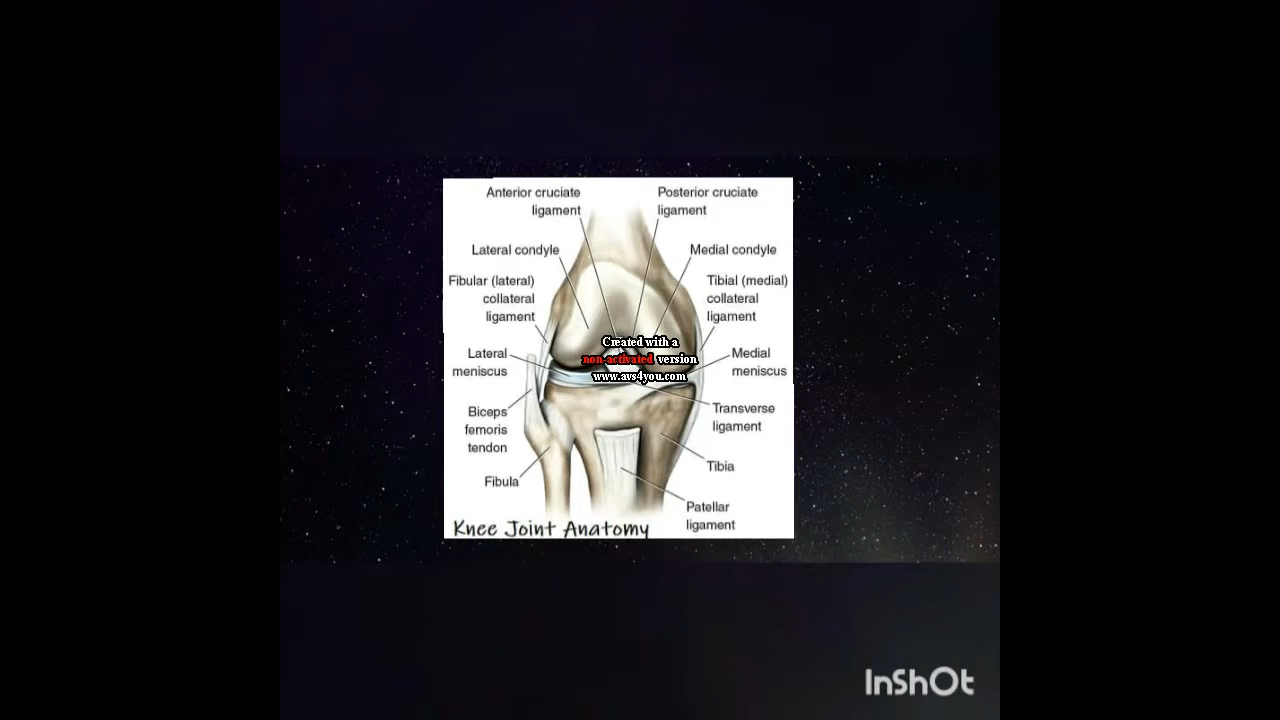 Anterior cruciate
ligament
Posterior cruciate
ligament
Lateral condyle
Medial condyle
Fibular (lateral)
collateral
ligament
Tibial (medial)
collateral
ligament
Created with a
non-activated version
www.avs4you.com
Lateral
meniscus
Medial
meniscus
Biceps
femoris
tendon
Transverse
ligament
Fibula
Tibia
Patellar
ligament
Knee Joint Anatomy
InShOt